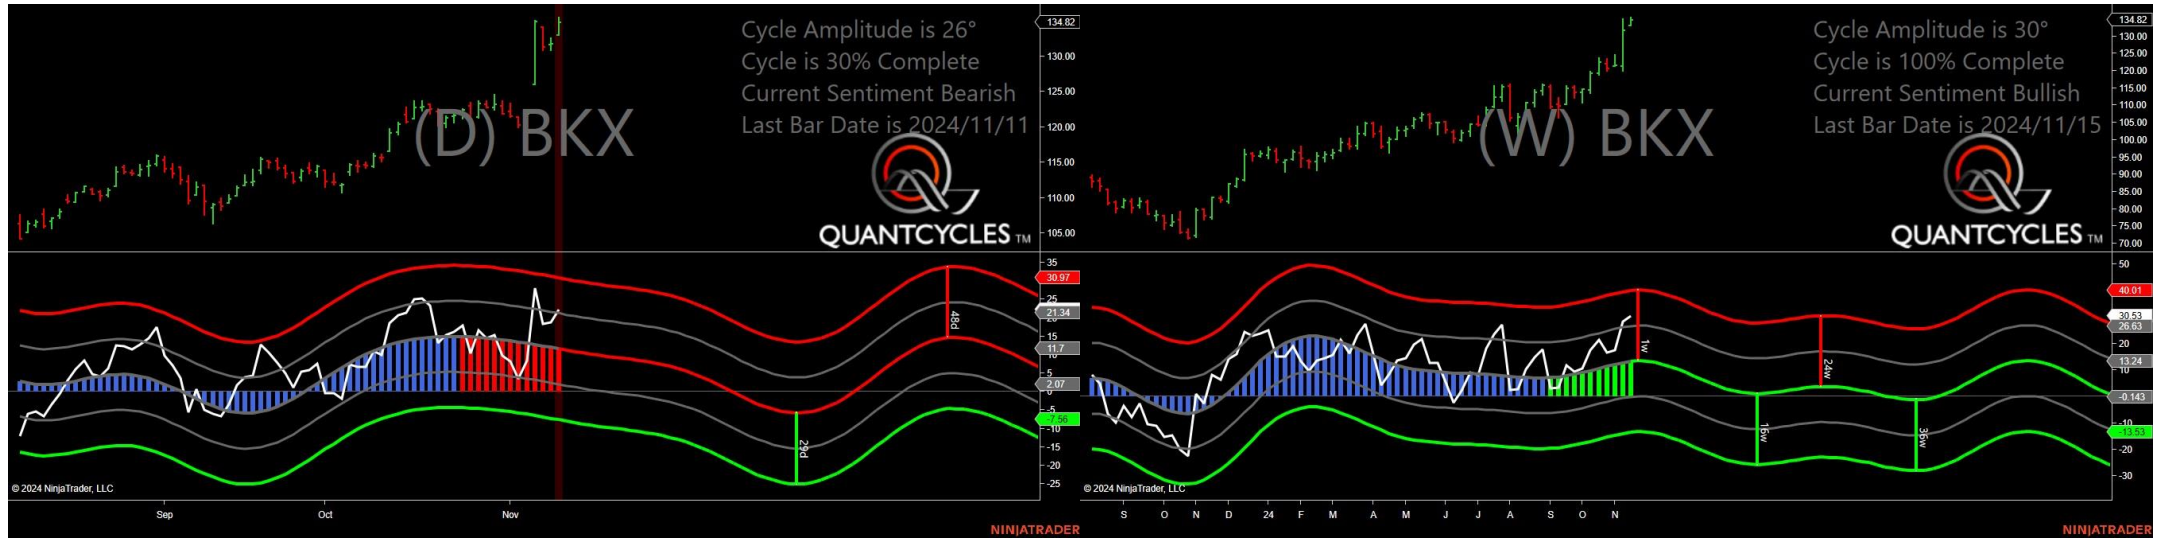 Cycle Amplitude is 26°
Cycle is 30% Complete
Current Sentiment Bearish
Last Bar Date is 2024/11/11
(D) BKX
QUANTCYCLES TM
134.82
130.00
125.00
120.00
115.00
110.00
105.00
35
30.97
25
21.34
15
11.7
5
2.07
0
-5
-7.56
-10
-15
-20
-25
48d
29d
© 2024 NinjaTrader, LLC
Sep Oct Nov
NINJATRADER
Cycle Amplitude is 30°
Cycle is 100% Complete
Current Sentiment Bullish
Last Bar Date is 2024/11/15
(W) BKX
QUANTCYCLES TM
134.82
130.00
125.00
120.00
115.00
110.00
105.00
100.00
95.00
90.00
85.00
80.00
75.00
70.00
50
40.01
30.53
26.63
20
13.24
10
-0.143
-10
-13.53
-20
-30
1w
24w
16w
36w
© 2024 NinjaTrader, LLC
S O N D 24 F M A M J J A S O N
NINJATRADER